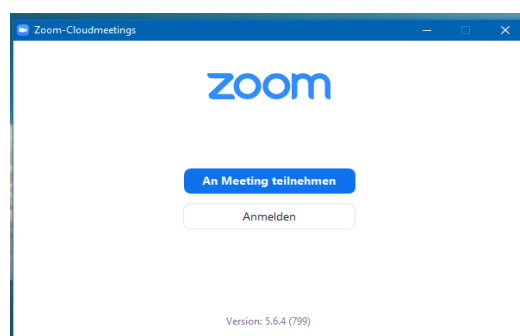 Zoom-Cloudmeetings
zoom
An Meeting teilnehmen
Anmelden
Version: 5.6.4 (799)